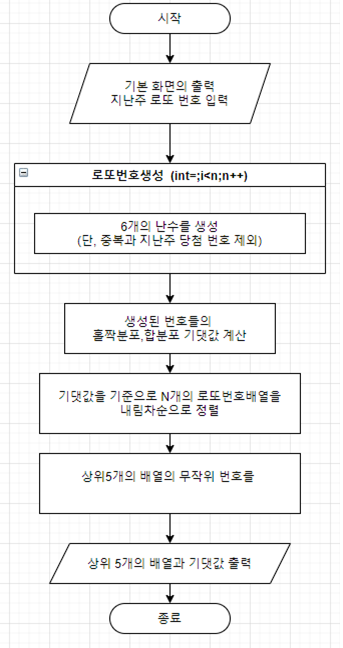 시작
기본 화면의 출력
지난주 로또 번호 입력
로또번호생성 (int=;i<n;n++)
6개의 난수를 생성
(단, 중복과 지난주 당첨 번호 제외)
생성된 번호들의
홀짝분포,합분포 기댓값 계산
기댓값을 기준으로 N개의 로또번호배열을
내림차순으로 정렬
상위5개의 배열의 무작위 번호를
상위 5개의 배열과 기댓값 출력
종료